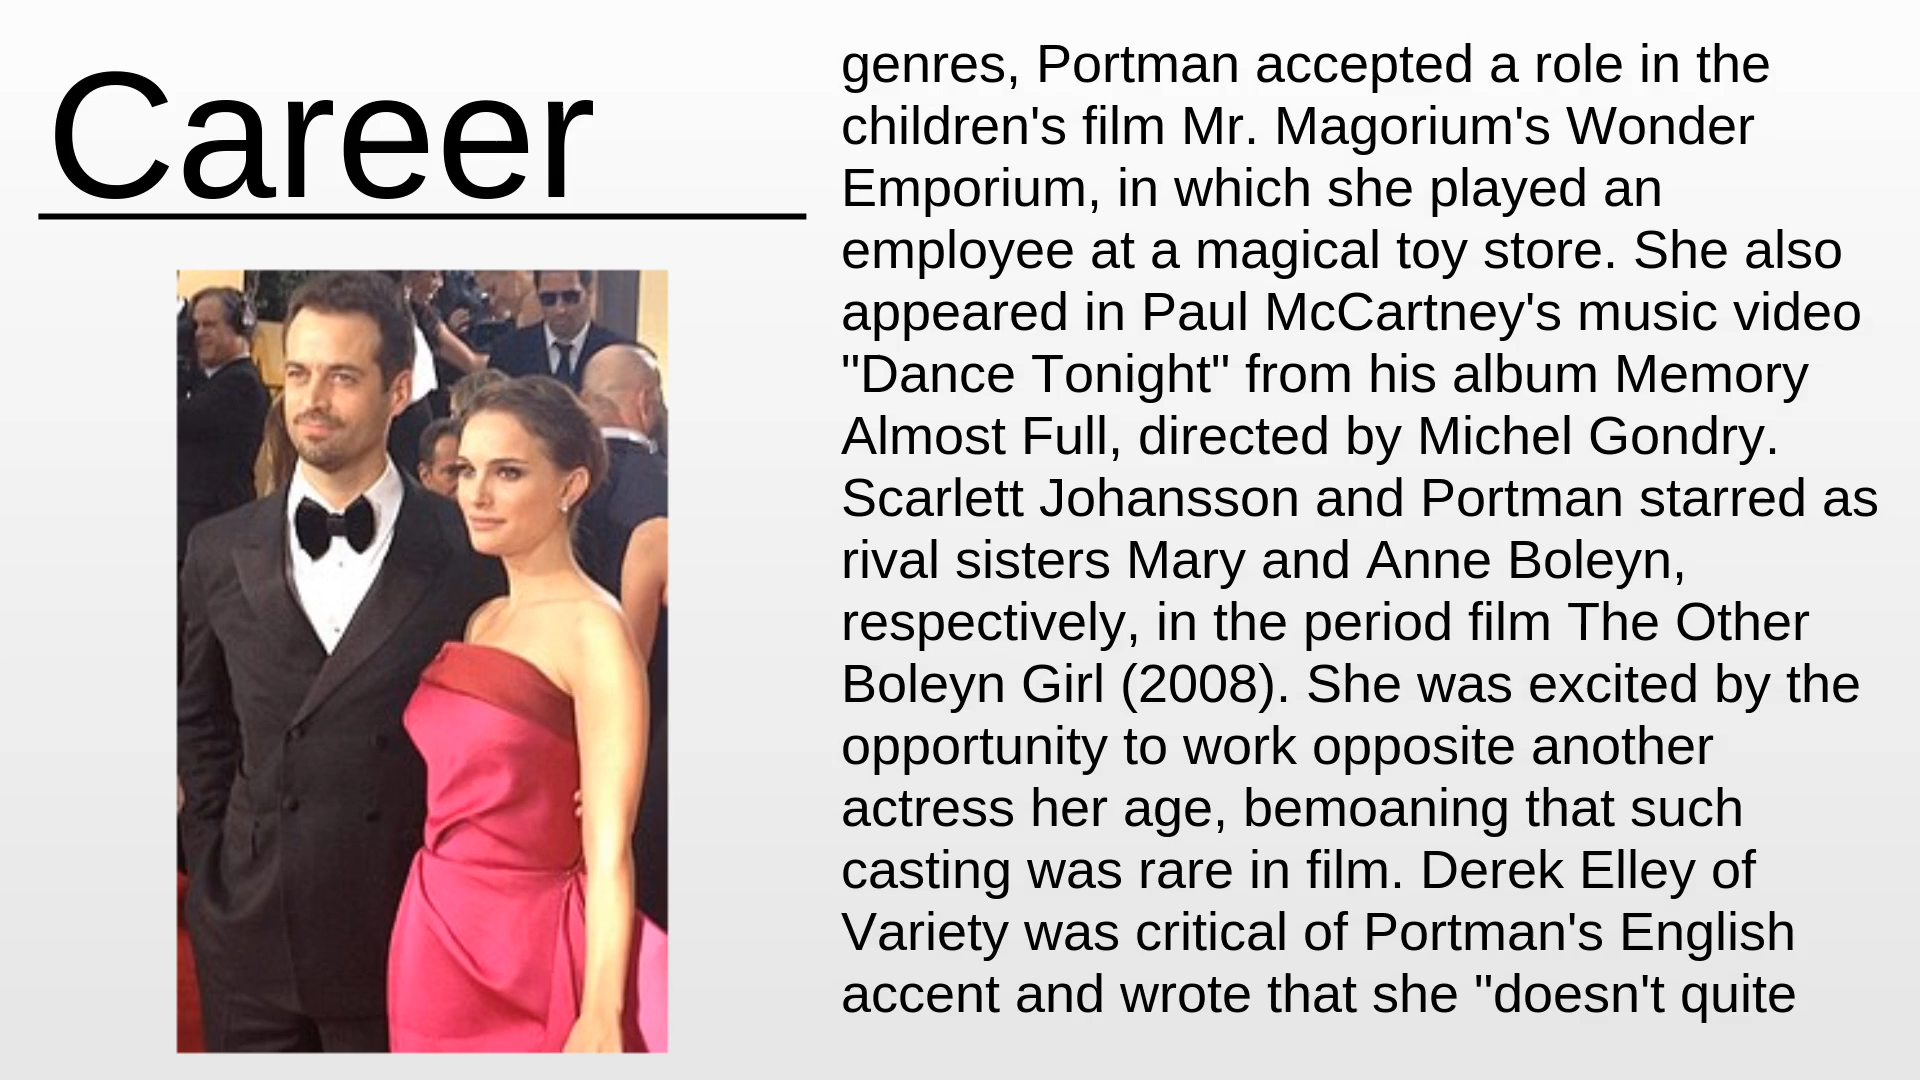 Career
genres, Portman accepted a role in the
children's film Mr. Magorium's Wonder
Emporium, in which she played an
employee at a magical toy store. She also
appeared in Paul McCartney's music video
"Dance Tonight" from his album Memory
Almost Full, directed by Michel Gondry.
Scarlett Johansson and Portman starred as
rival sisters Mary and Anne Boleyn,
respectively, in the period film The Other
Boleyn Girl (2008). She was excited by the
opportunity to work opposite another
actress her age, bemoaning that such
casting was rare in film. Derek Elley of
Variety was critical of Portman's English
accent and wrote that she "doesn't quite